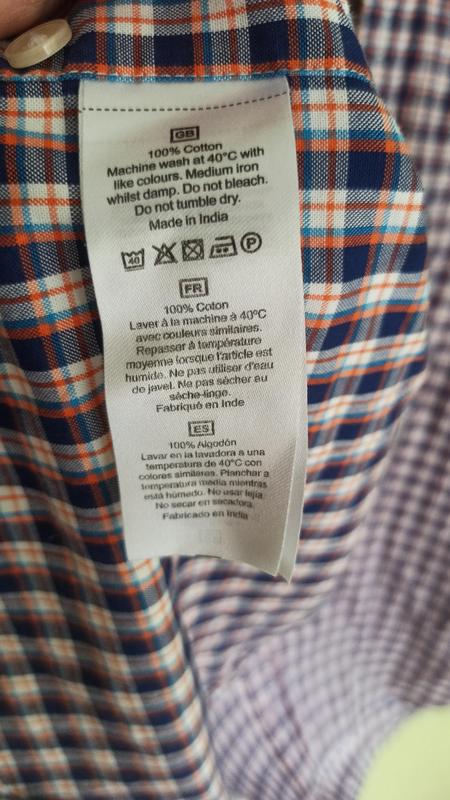 GB
100% Cotton
Machine wash at 40°C with
like colours. Medium iron
whilst damp. Do not bleach.
Do not tumble dry.
Made in India
40 P
FR
100% Coton
Laver à la machine à 40°C
avec couleurs similaires.
Repasser à température
moyenne lorsque l'article est
humide. Ne pas utiliser d'eau
de javel. Ne pas sécher au
sèche-linge.
Fabriqué en Inde
ES
100% Algodón
Lavar en la lavadora a una
temperatura de 40°C con
colores similares. Planchar a
temperatura media mientras
está húmedo. No usar lejía.
No secar en secadora.
Fabricado en India